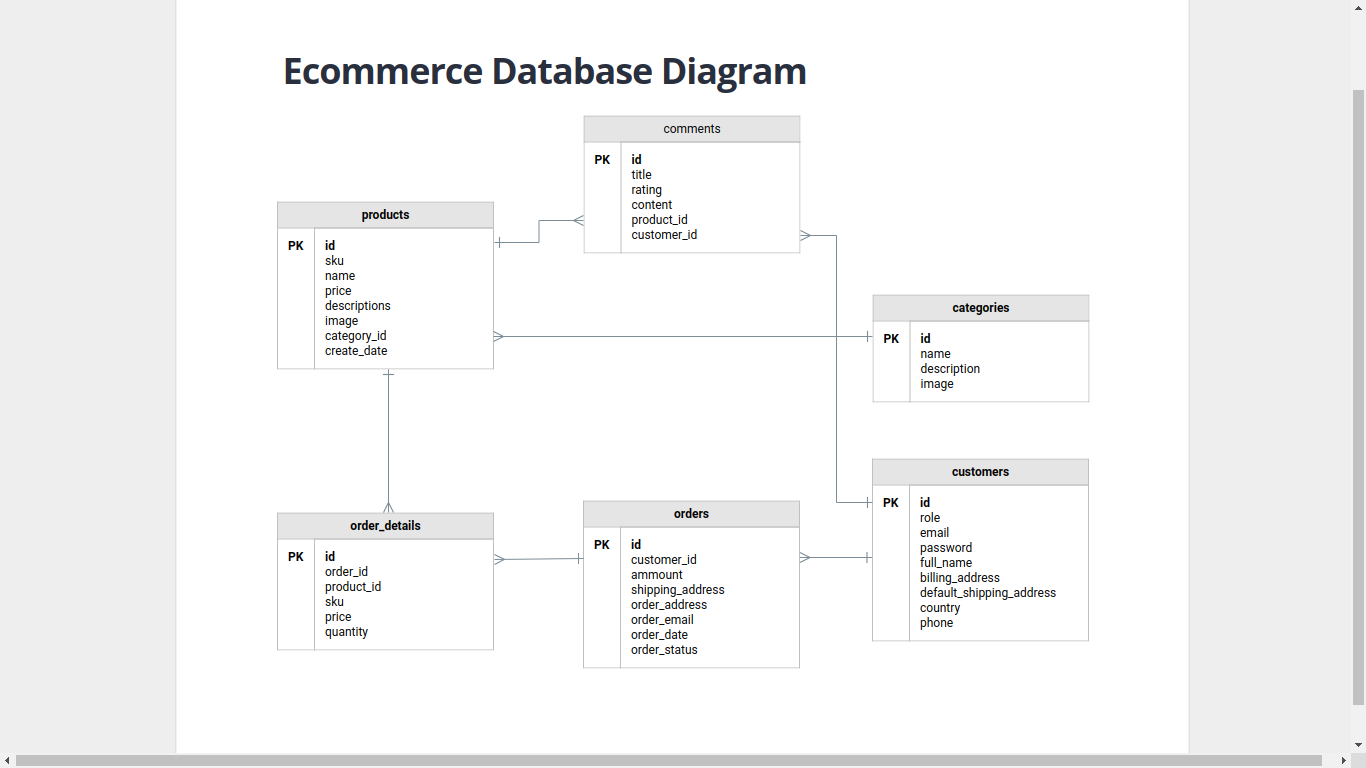 Ecommerce Database Diagram
comments
PK id
title
rating
content
product_id
customer_id
products
PK id
sku
name
price
descriptions
image
category_id
create_date
categories
PK id
name
description
image
customers
PK id
role
email
password
full_name
billing_address
default_shipping_address
country
phone
orders
PK id
customer_id
ammount
shipping_address
order_address
order_email
order_date
order_status
order_details
PK id
order_id
product_id
sku
price
quantity